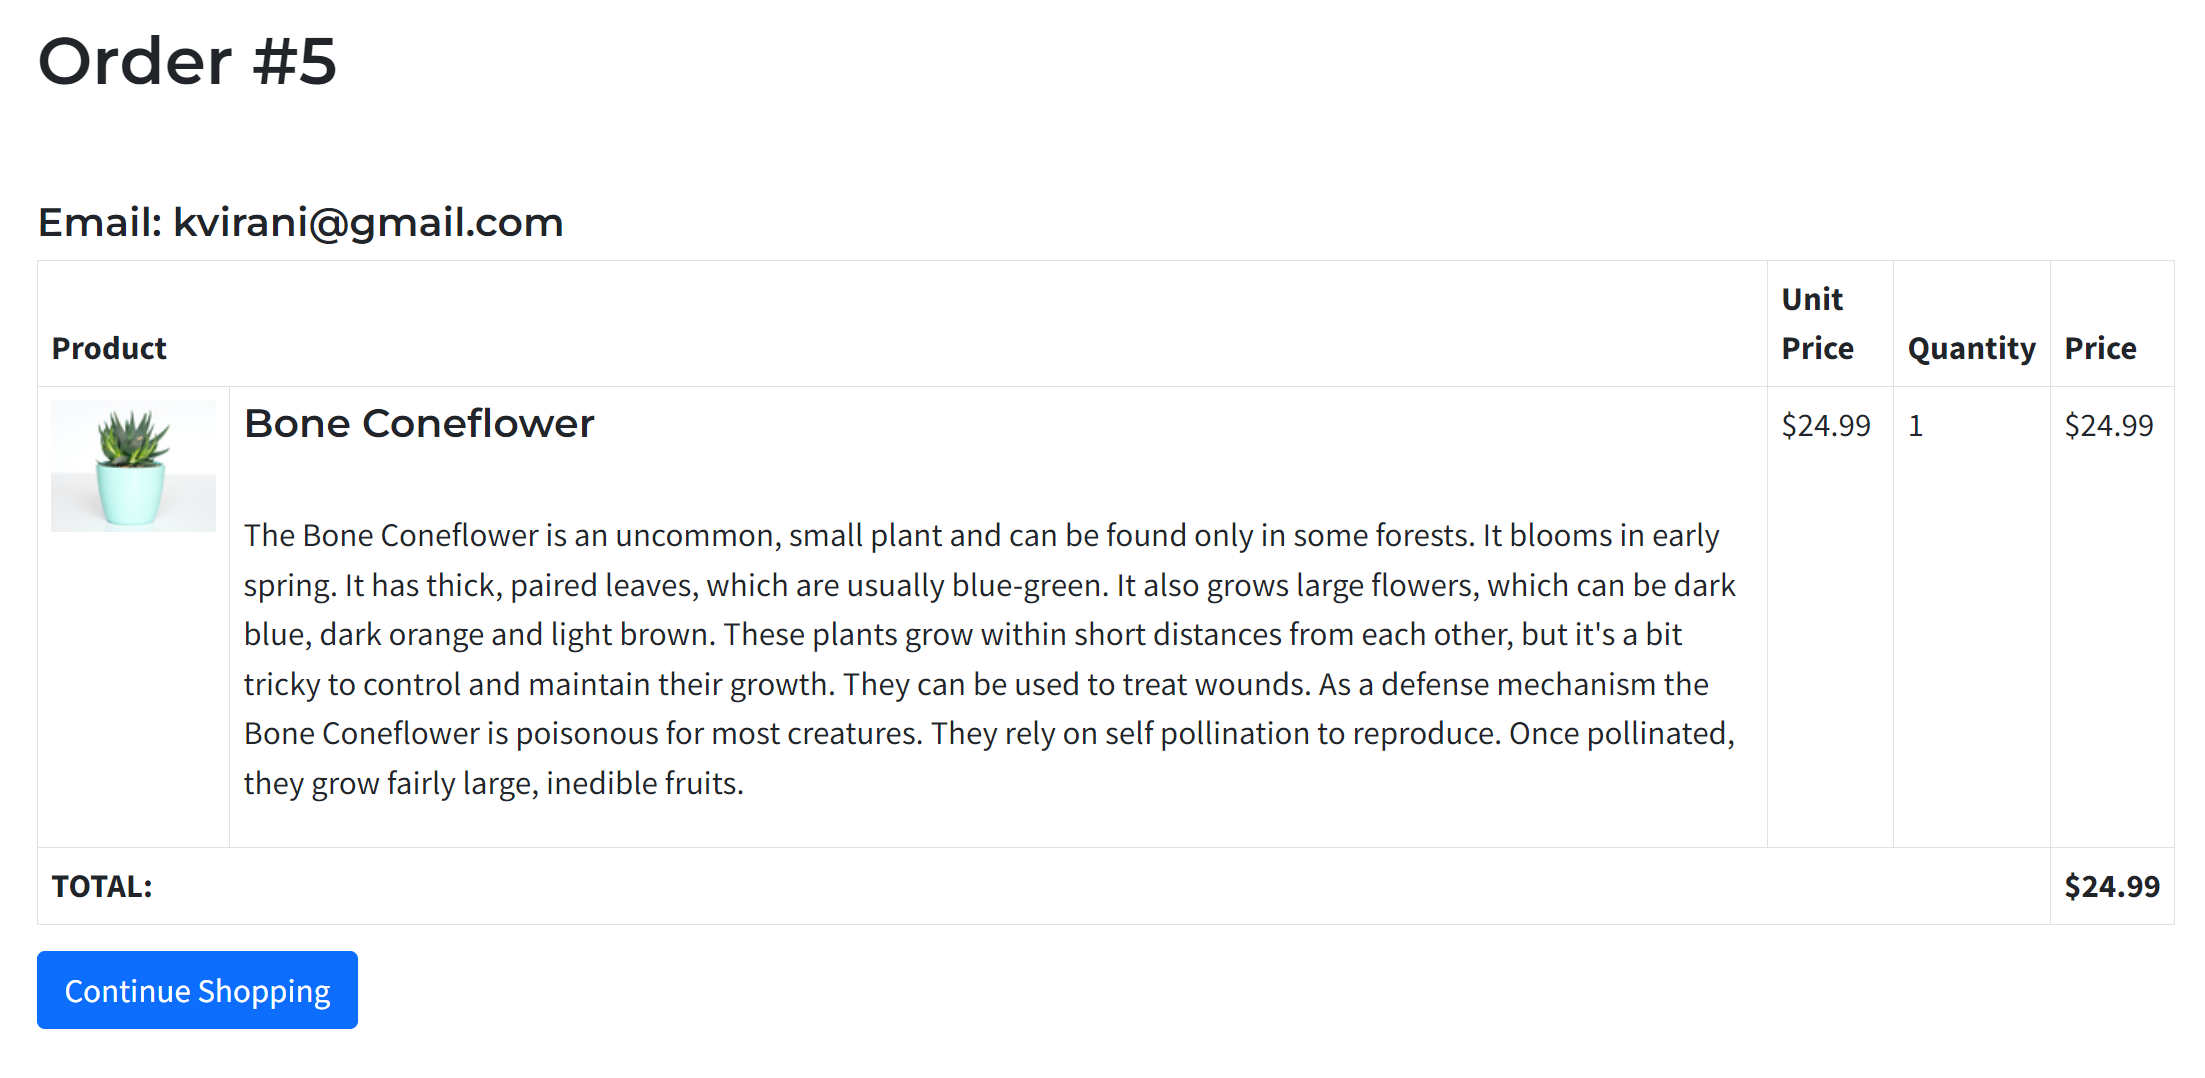 Order #5
Email: kvirani@gmail.com
Product
Unit
Price
Quantity
Price
Bone Coneflower
$24.99
1
$24.99
The Bone Coneflower is an uncommon, small plant and can be found only in some forests. It blooms in early
spring. It has thick, paired leaves, which are usually blue-green. It also grows large flowers, which can be dark
blue, dark orange and light brown. These plants grow within short distances from each other, but it's a bit
tricky to control and maintain their growth. They can be used to treat wounds. As a defense mechanism the
Bone Coneflower is poisonous for most creatures. They rely on self pollination to reproduce. Once pollinated,
they grow fairly large, inedible fruits.
TOTAL:
$24.99
Continue Shopping